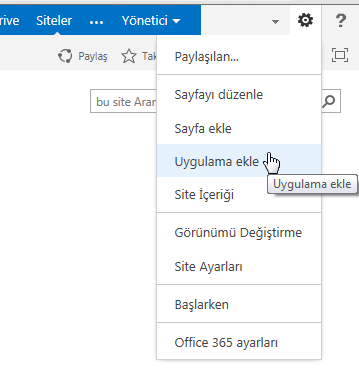 rive Siteler ... Yönetici ?
Paylaş Tak
Paylaşılan...
bu site Arar
Sayfayı düzenle
Sayfa ekle
Uygulama ekle
Uygulama ekle
Site İçeriği
Görünümü Değiştirme
Site Ayarları
Başlarken
Office 365 ayarları